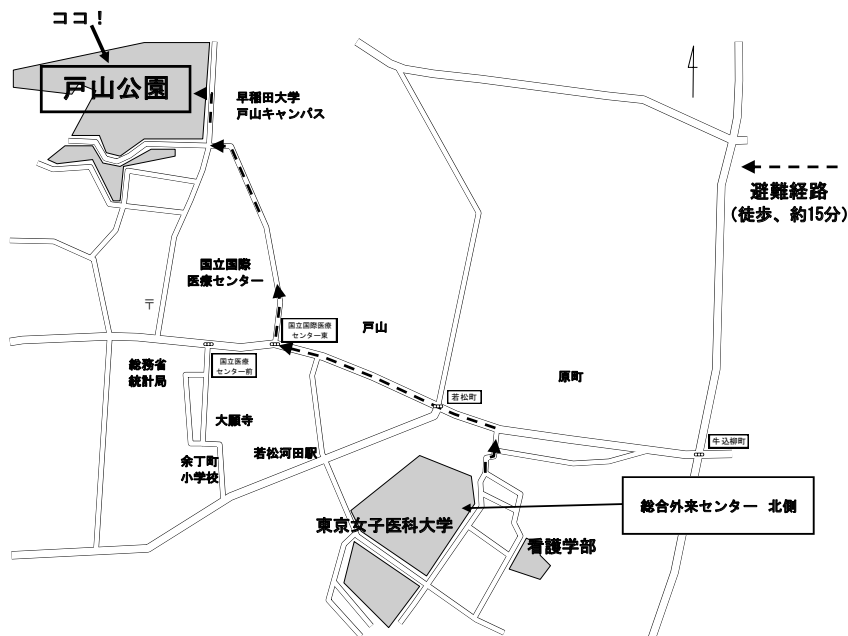 ココ！
戸山公園
早稲田大学
戸山キャンパス
避難経路
（徒歩、約15分）
国立国際
医療センター
〒
国立国際医療
センター東
戸山
国立医療
センター前
総務省
統計局
若松町
原町
大願寺
牛込柳町
若松河田駅
余丁町
小学校
総合外来センター 北側
東京女子医科大学
看護学部